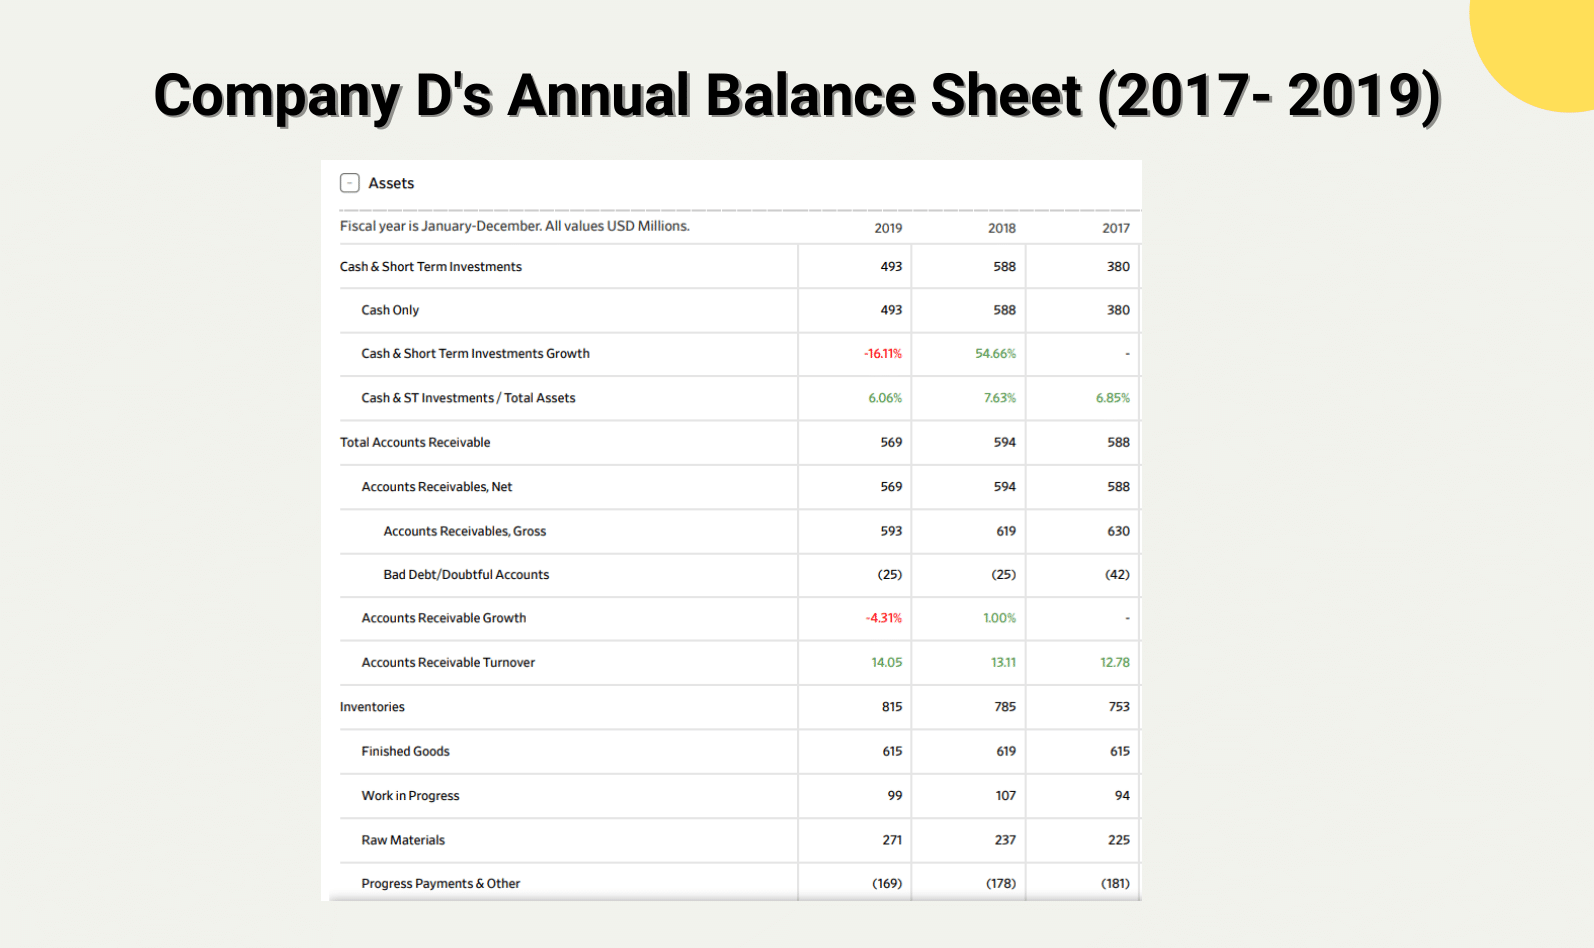 Company D's Annual Balance Sheet (2017- 2019)
- Assets
Fiscal year is January-December. All values USD Millions. 2019 2018 2017
Cash & Short Term Investments 493 588 380
Cash Only 493 588 380
Cash & Short Term Investments Growth -16.11% 54.66% -
Cash & ST Investments / Total Assets 6.06% 7.63% 6.85%
Total Accounts Receivable 569 594 588
Accounts Receivables, Net 569 594 588
Accounts Receivables, Gross 593 619 630
Bad Debt/Doubtful Accounts (25) (25) (42)
Accounts Receivable Growth -4.31% 1.00% -
Accounts Receivable Turnover 14.05 13.11 12.78
Inventories 815 785 753
Finished Goods 615 619 615
Work in Progress 99 107 94
Raw Materials 271 237 225
Progress Payments & Other (169) (178) (181)